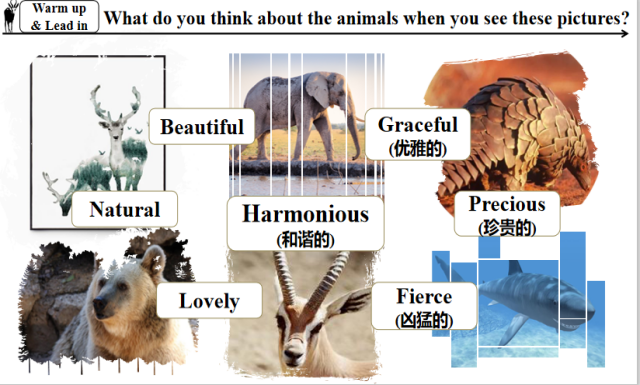 Warm up
& Lead in
What do you think about the animals when you see these pictures?
Beautiful
Graceful
(优雅的)
Natural
Harmonious
(和谐的)
Precious
(珍贵的)
Lovely
Fierce
(凶猛的)